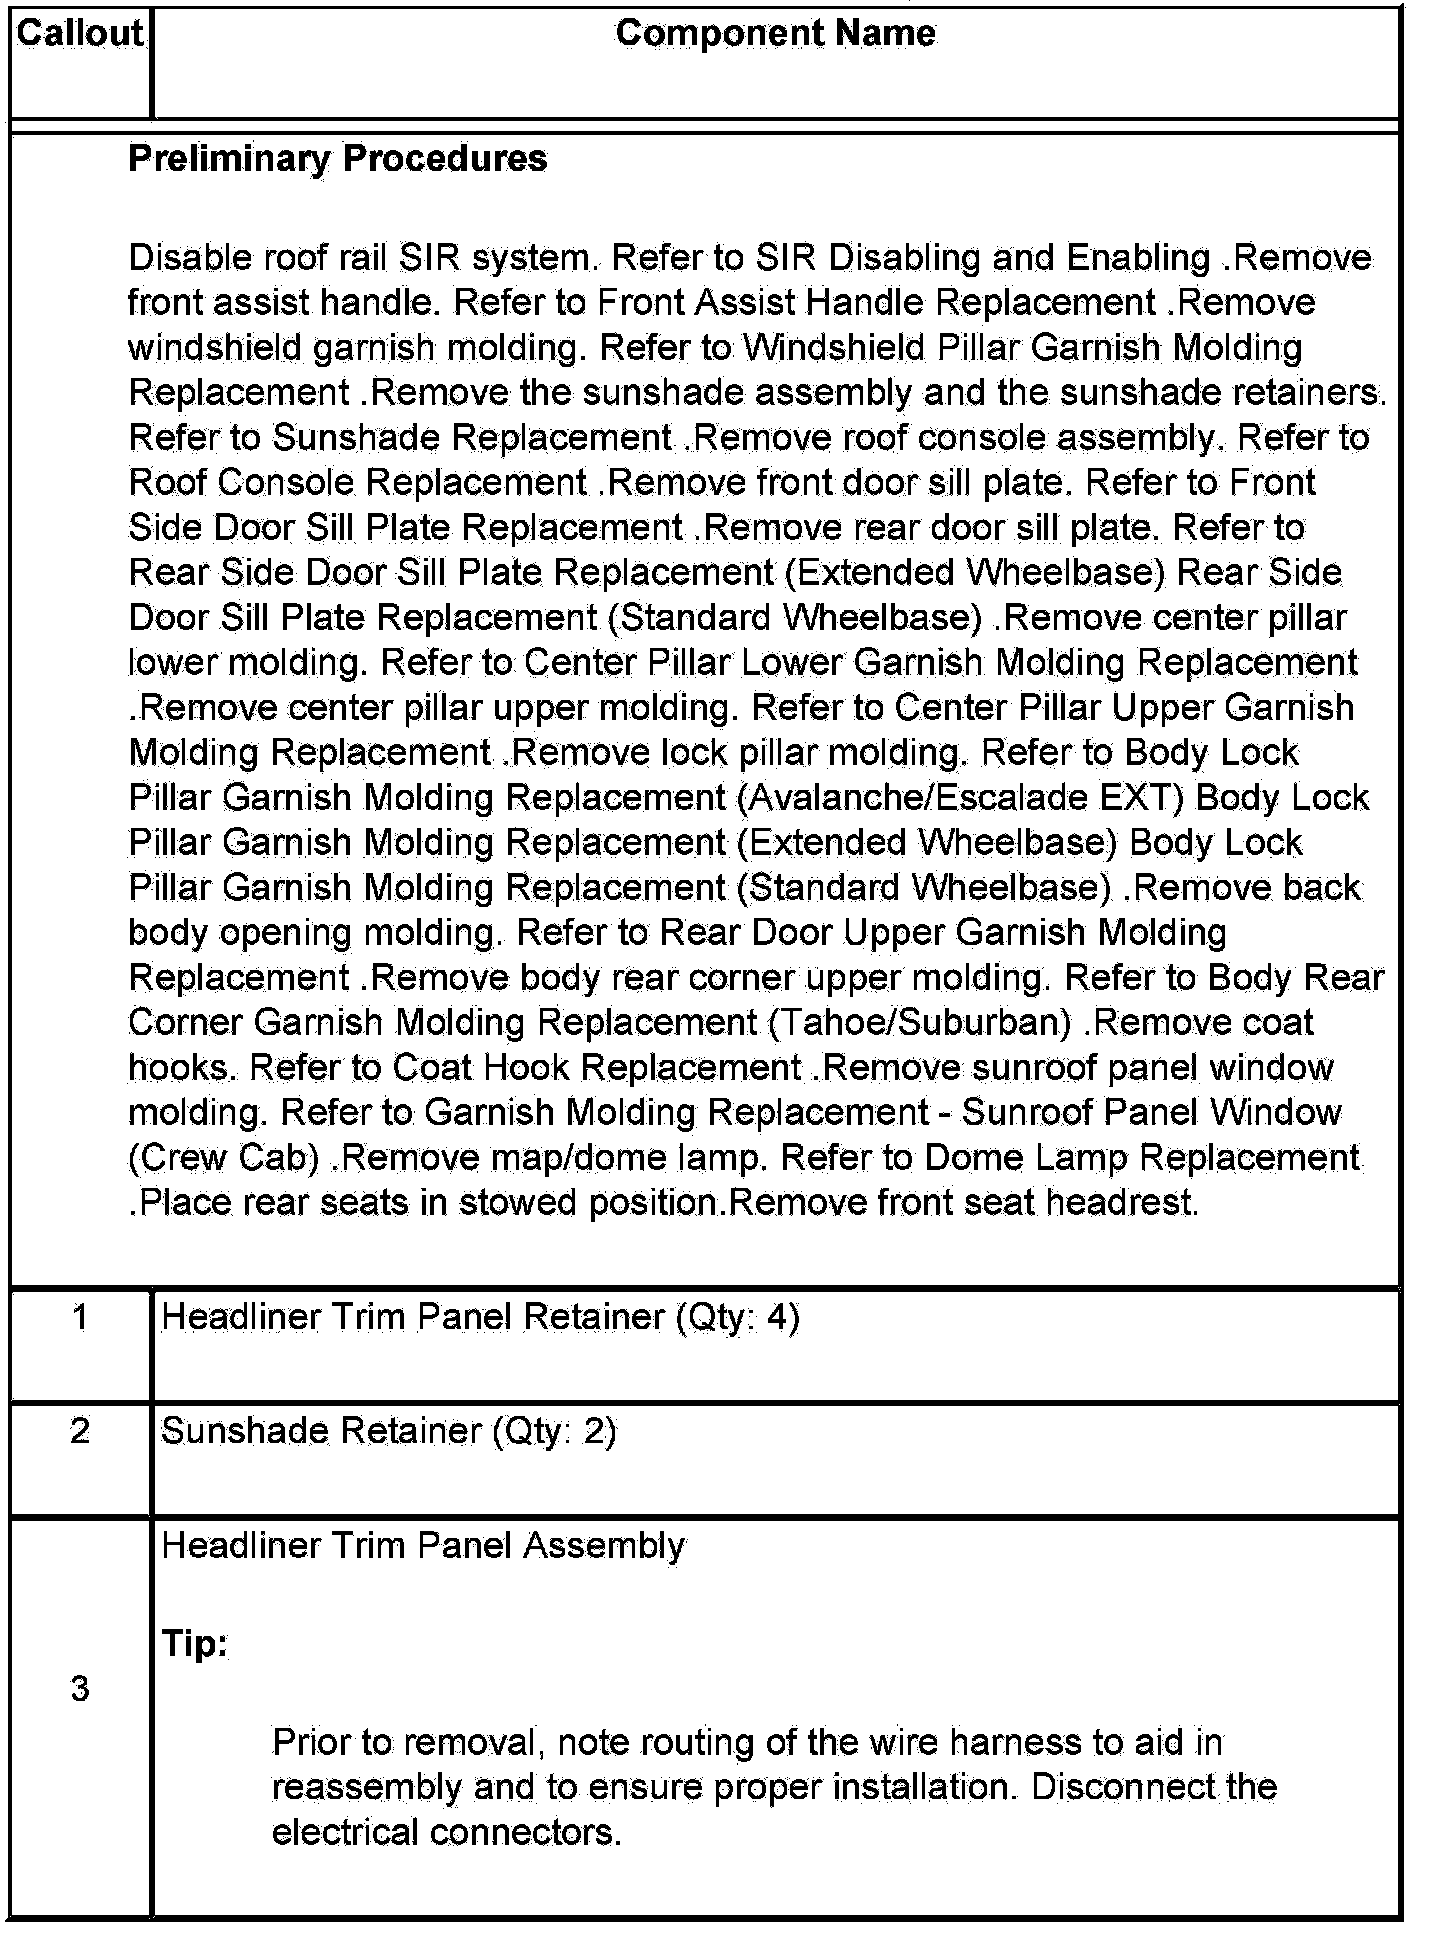 Callout Component Name
Preliminary Procedures
Disable roof rail SIR system. Refer to SIR Disabling and Enabling .Remove
front assist handle. Refer to Front Assist Handle Replacement .Remove
windshield garnish molding. Refer to Windshield Pillar Garnish Molding
Replacement .Remove the sunshade assembly and the sunshade retainers.
Refer to Sunshade Replacement .Remove roof console assembly. Refer to
Roof Console Replacement .Remove front door sill plate. Refer to Front
Side Door Sill Plate Replacement .Remove rear door sill plate. Refer to
Rear Side Door Sill Plate Replacement (Extended Wheelbase) Rear Side
Door Sill Plate Replacement (Standard Wheelbase) .Remove center pillar
lower molding. Refer to Center Pillar Lower Garnish Molding Replacement
.Remove center pillar upper molding. Refer to Center Pillar Upper Garnish
Molding Replacement .Remove lock pillar molding. Refer to Body Lock
Pillar Garnish Molding Replacement (Avalanche/Escalade EXT) Body Lock
Pillar Garnish Molding Replacement (Extended Wheelbase) Body Lock
Pillar Garnish Molding Replacement (Standard Wheelbase) .Remove back
body opening molding. Refer to Rear Door Upper Garnish Molding
Replacement .Remove body rear corner upper molding. Refer to Body Rear
Corner Garnish Molding Replacement (Tahoe/Suburban) .Remove coat
hooks. Refer to Coat Hook Replacement .Remove sunroof panel window
molding. Refer to Garnish Molding Replacement - Sunroof Panel Window
(Crew Cab) .Remove map/dome lamp. Refer to Dome Lamp Replacement
.Place rear seats in stowed position.Remove front seat headrest.
1 Headliner Trim Panel Retainer (Qty: 4)
2 Sunshade Retainer (Qty: 2)
Headliner Trim Panel Assembly
Tip:
3
Prior to removal, note routing of the wire harness to aid in
reassembly and to ensure proper installation. Disconnect the
electrical connectors.